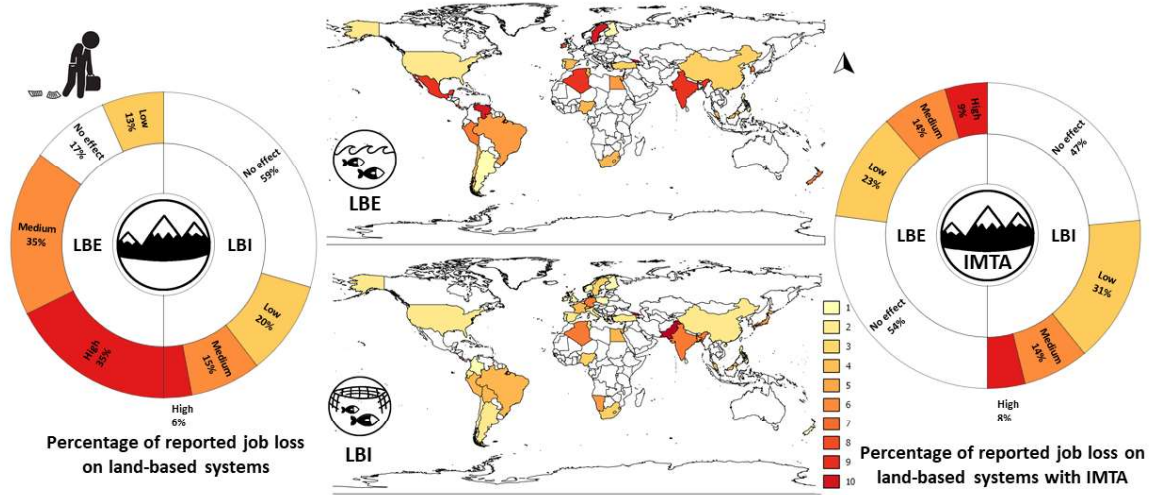 Low
13%
No effect
17%
Medium
35%
High
35%
LBE
LBI
No effect
59%
Low
20%
Medium
15%
High
6%
Percentage of reported job loss
on land-based systems
LBE
LBI
1
2
3
4
5
6
7
8
9
10
High
9%
Medium
14%
Low
23%
No effect
54%
LBE
LBI
IMTA
No effect
47%
Low
31%
Medium
14%
High
8%
Percentage of reported job loss on
land-based systems with IMTA